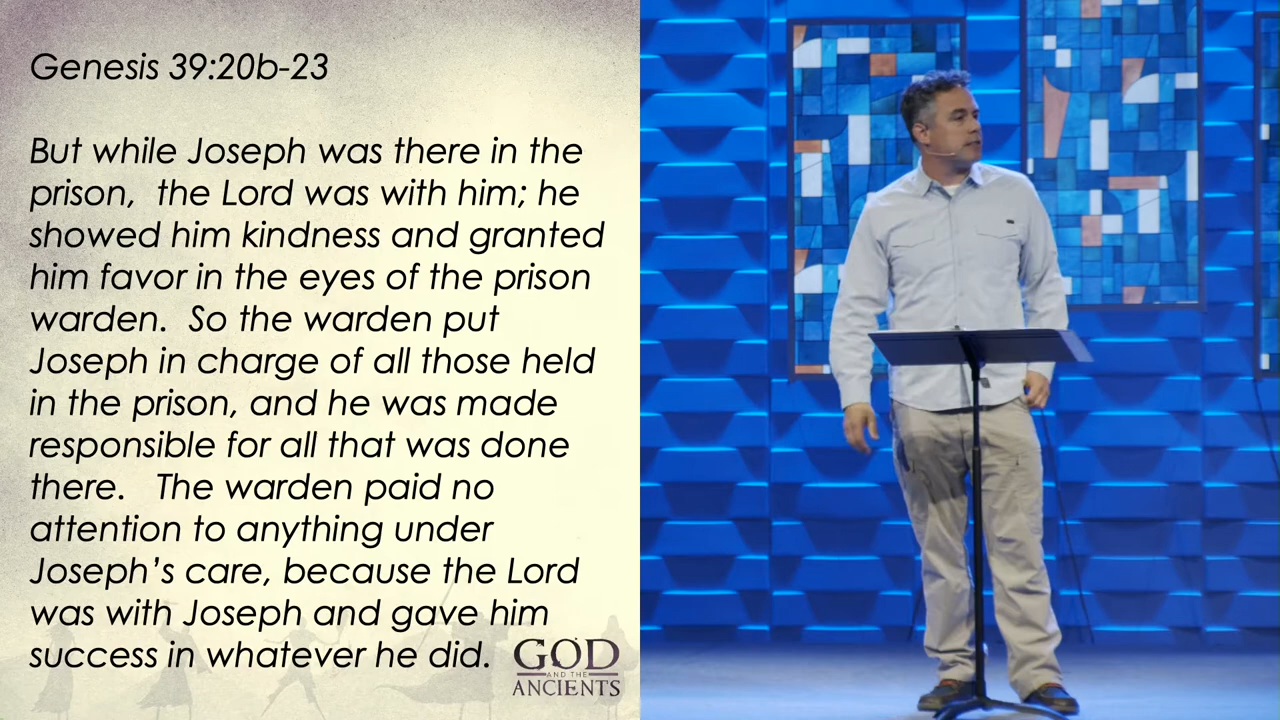 Genesis 39:20b-23
But while Joseph was there in the
prison,  the Lord was with him; he
showed him kindness and granted
him favor in the eyes of the prison
warden.  So the warden put
Joseph in charge of all those held
in the prison, and he was made
responsible for all that was done
there.   The warden paid no
attention to anything under
Joseph’s care, because the Lord
was with Joseph and gave him
success in whatever he did.
GOD
AND THE
ANCIENTS